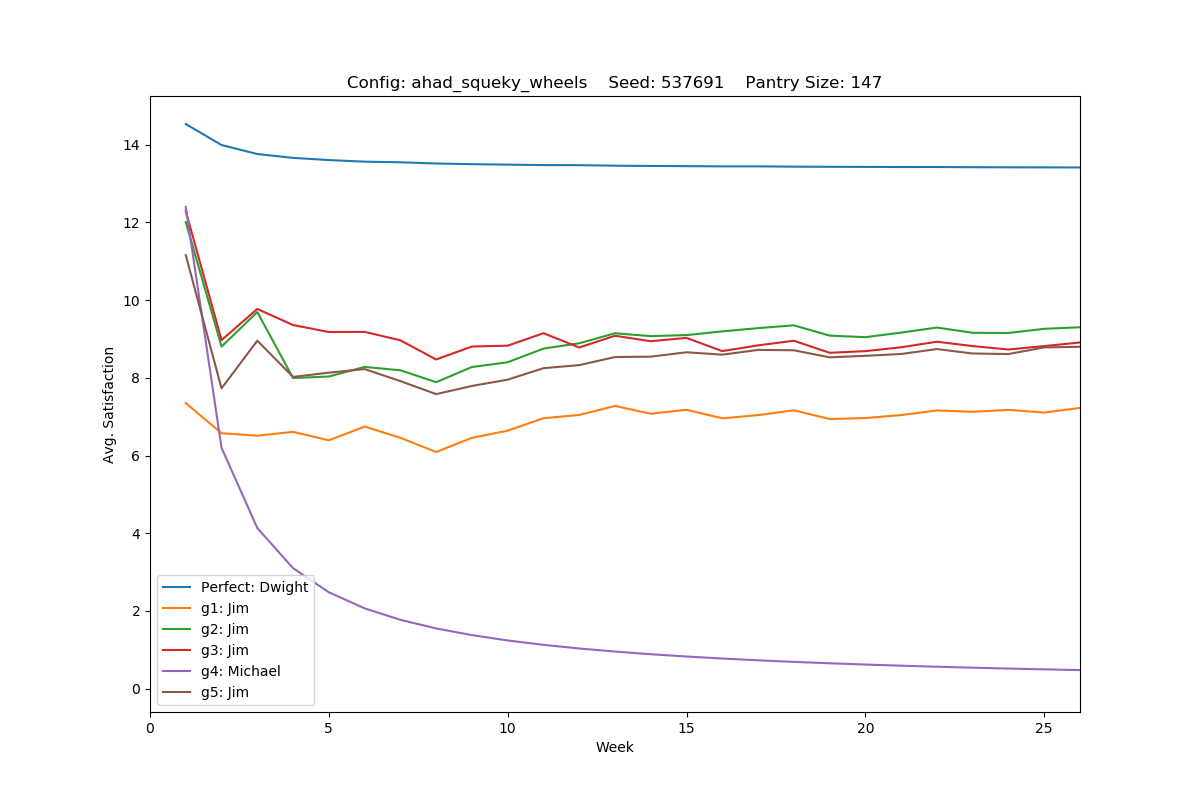 Config: ahad_squeky_wheels    Seed: 537691    Pantry Size: 147
Avg. Satisfaction
14
12
10
8
6
4
2
0
Perfect: Dwight
g1: Jim
g2: Jim
g3: Jim
g4: Michael
g5: Jim
0 5 10 15 20 25
Week